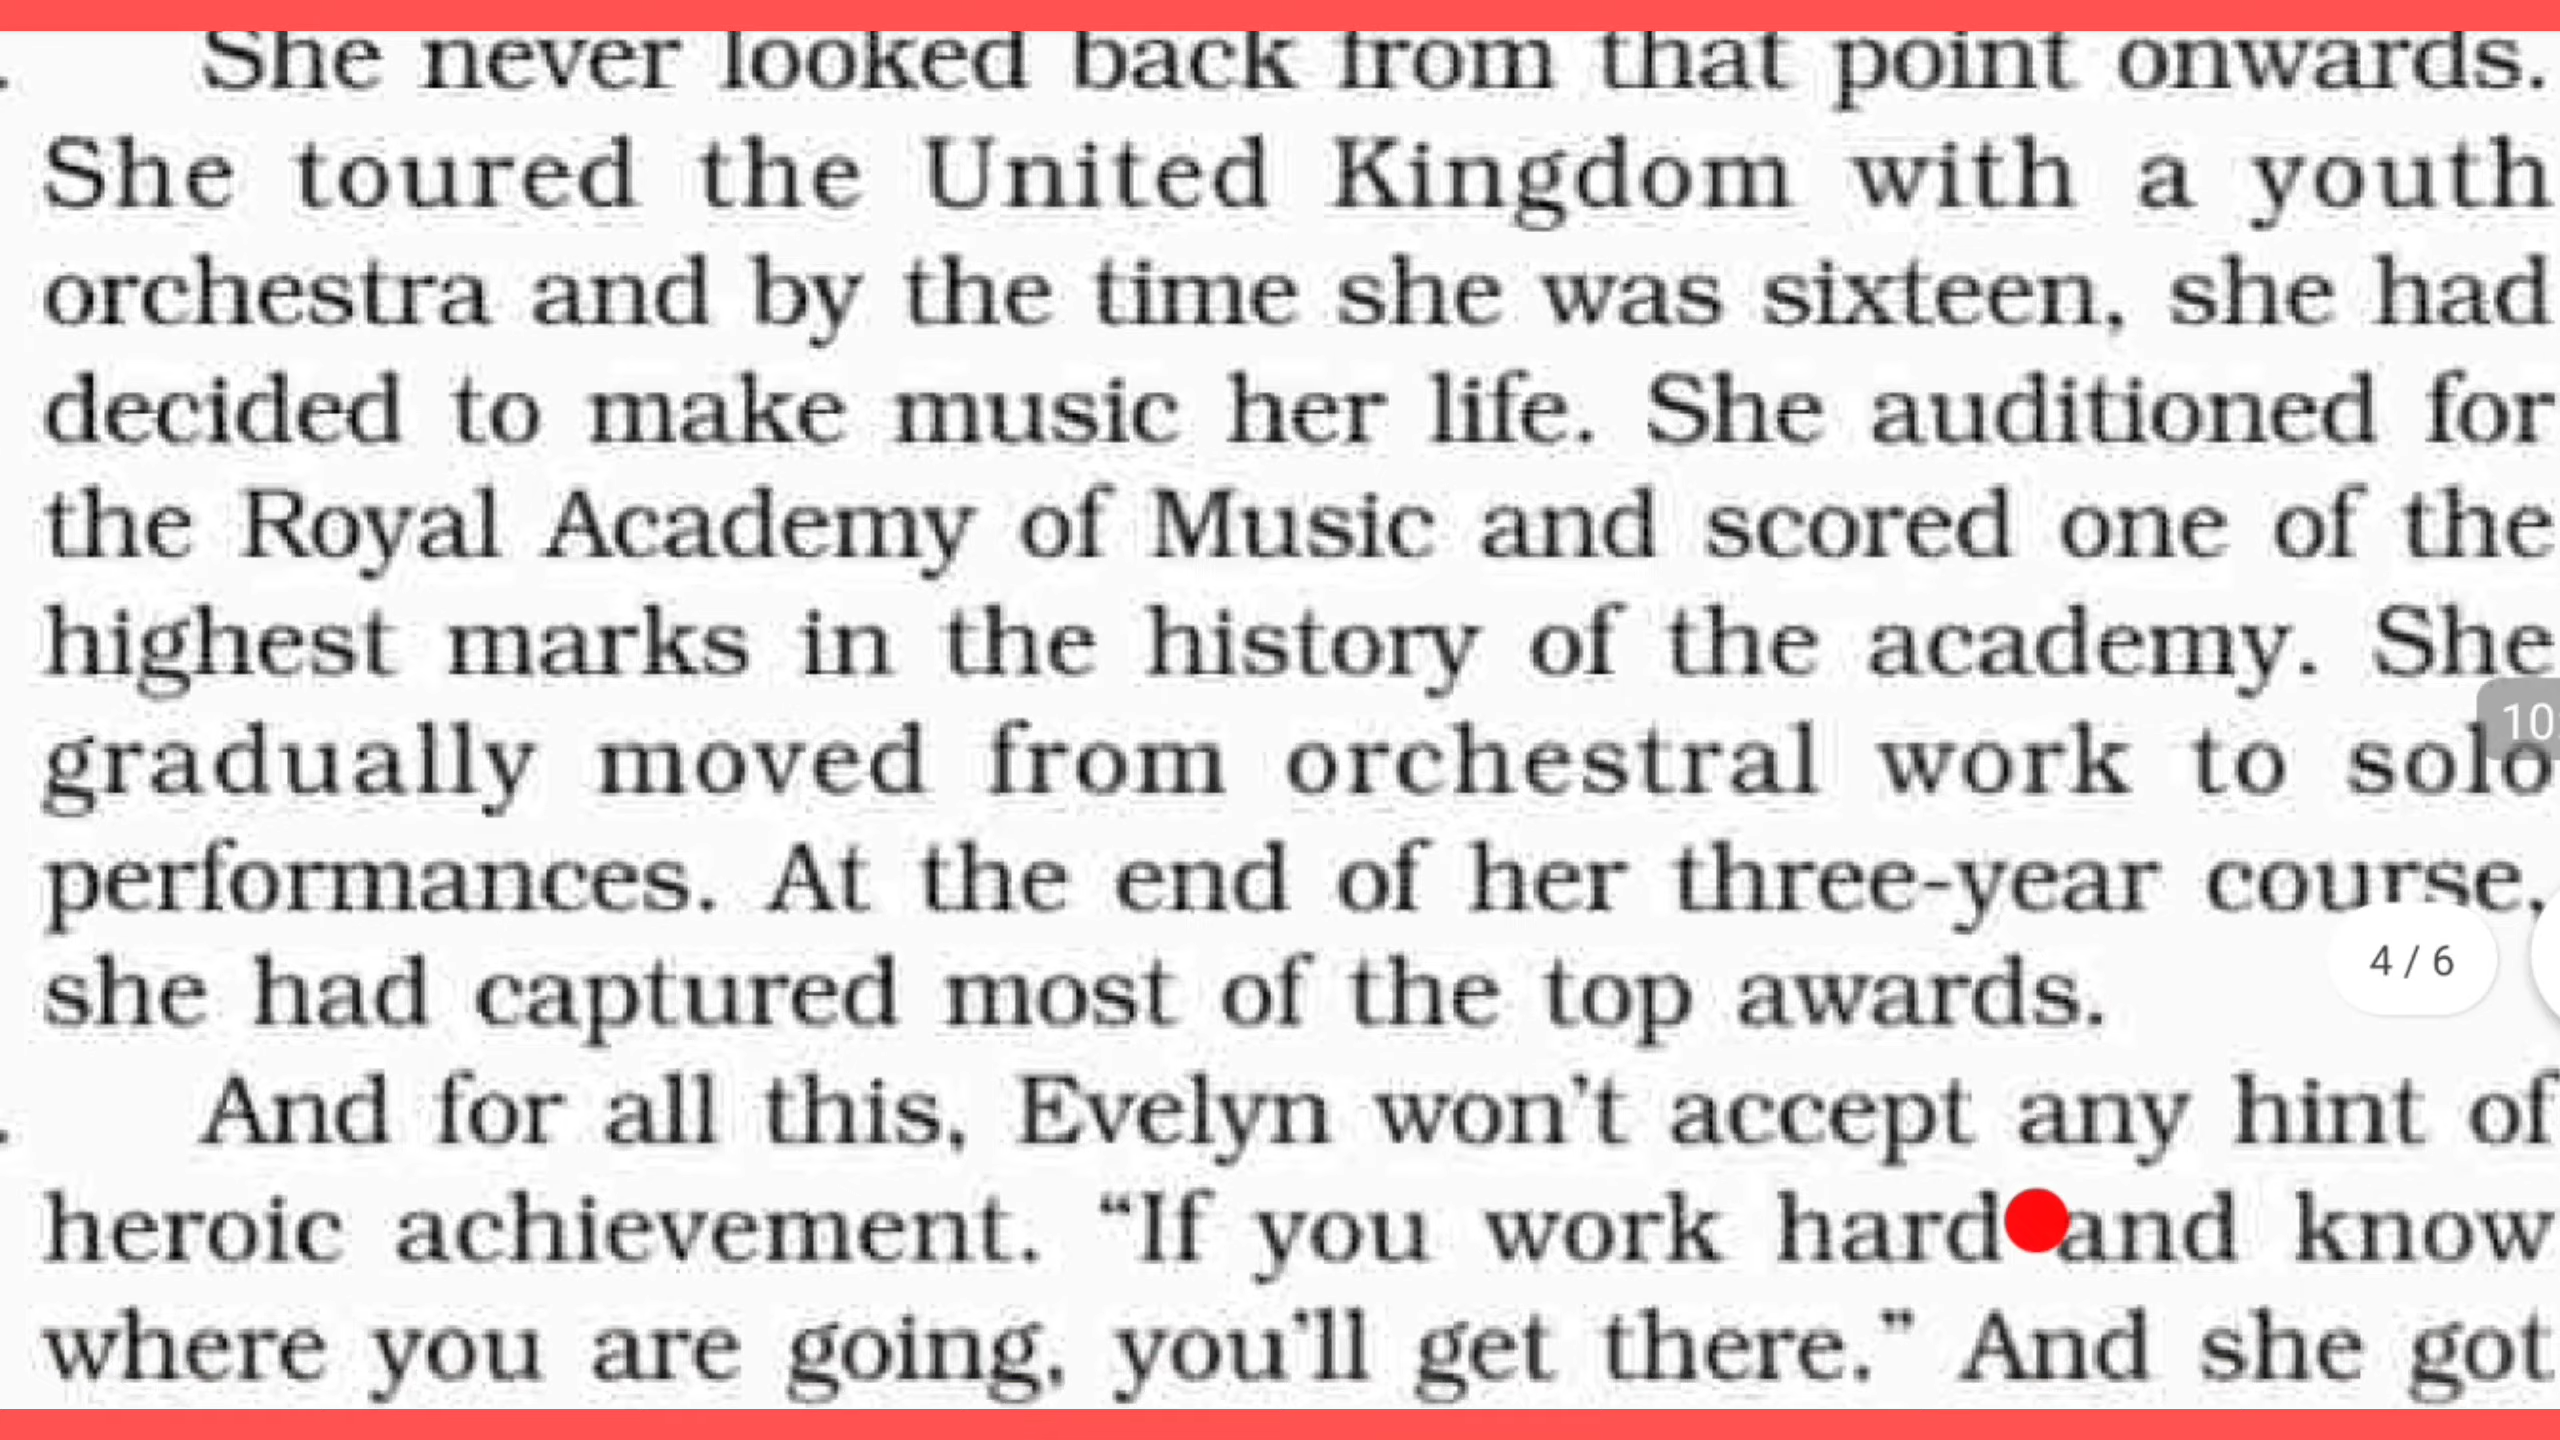 . She never looked back from that point onwards.
She toured the United Kingdom with a youth
orchestra and by the time she was sixteen, she had
decided to make music her life. She auditioned for
the Royal Academy of Music and scored one of the
highest marks in the history of the academy. She
gradually moved from orchestral work to solo
10
performances. At the end of her three-year course,
4 / 6
she had captured most of the top awards.
. And for all this, Evelyn won't accept any hint of
heroic achievement. “If you work hard and know
where you are going, you'll get there.” And she got